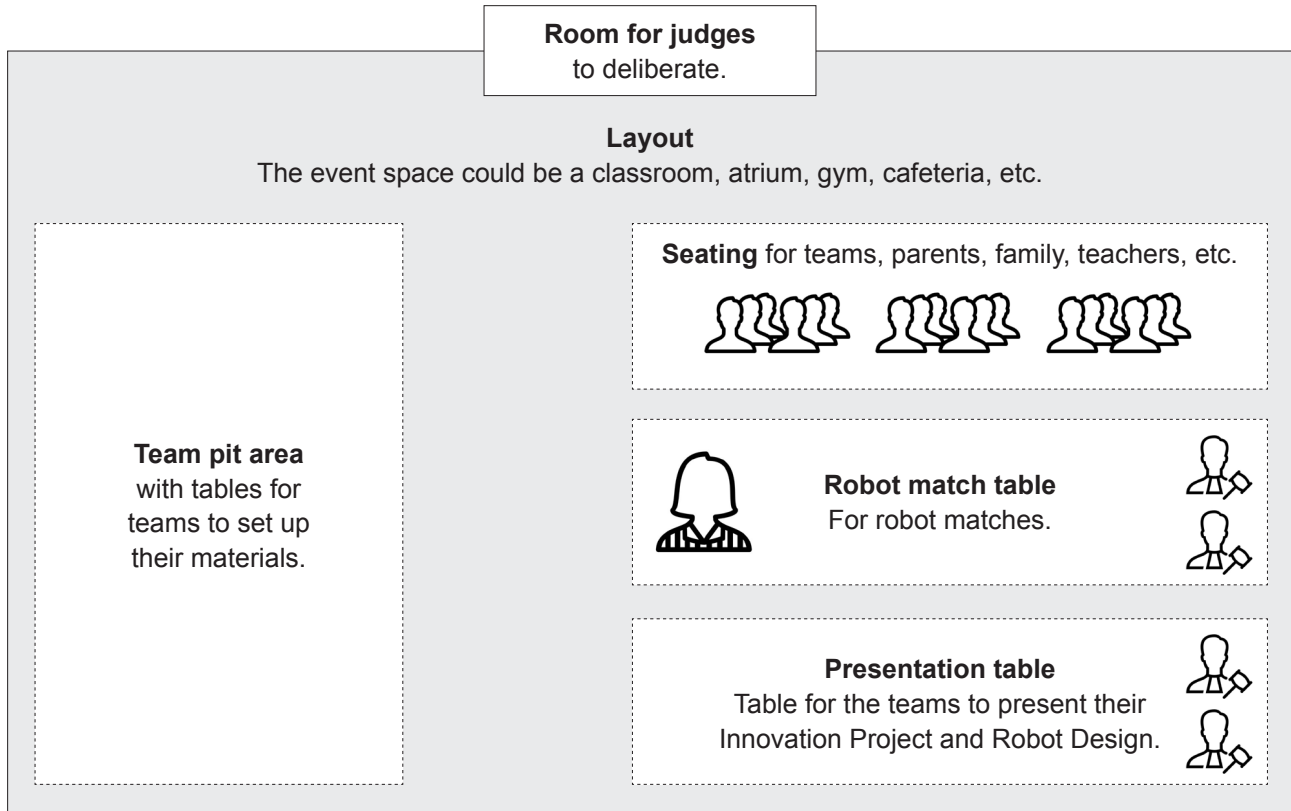 Room for judges
to deliberate.
Layout
The event space could be a classroom, atrium, gym, cafeteria, etc.
Team pit area
with tables for
teams to set up
their materials.
Seating for teams, parents, family, teachers, etc.
Robot match table
For robot matches.
Presentation table
Table for the teams to present their
Innovation Project and Robot Design.